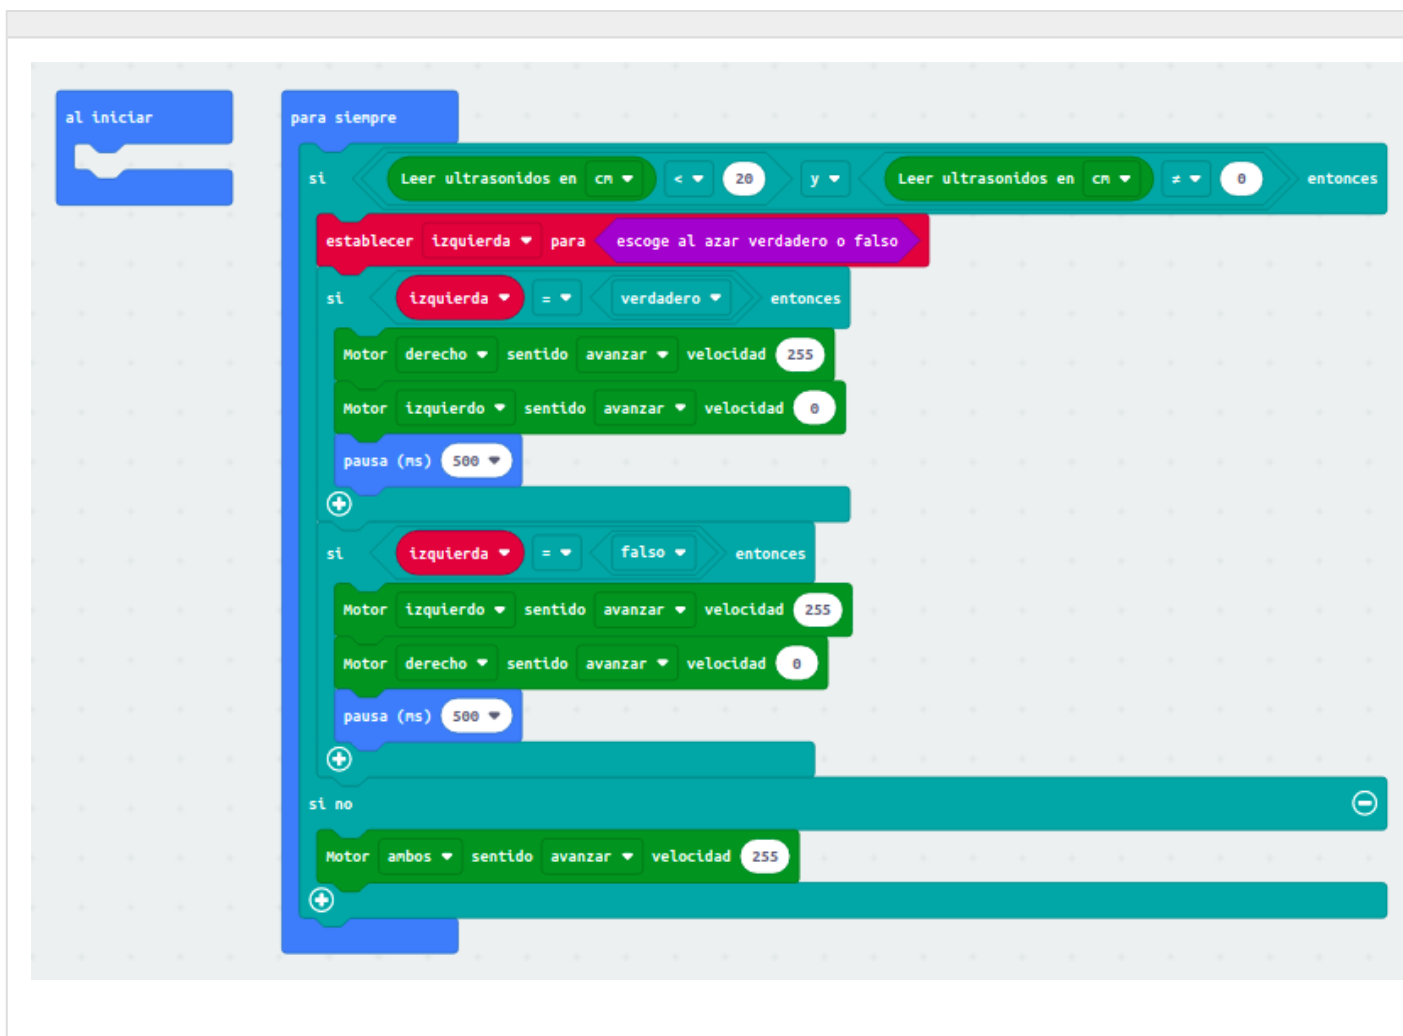 al iniciar
para siempre
si Leer ultrasonidos en cm < 20 y Leer ultrasonidos en cm ≠ 0 entonces
establecer izquierda para escoge al azar verdadero o falso
si izquierda = verdadero entonces
Motor derecho sentido avanzar velocidad 255
Motor izquierdo sentido avanzar velocidad 0
pausa (ms) 500
si izquierda = falso entonces
Motor izquierdo sentido avanzar velocidad 255
Motor derecho sentido avanzar velocidad 0
pausa (ms) 500
si no
Motor ambos sentido avanzar velocidad 255